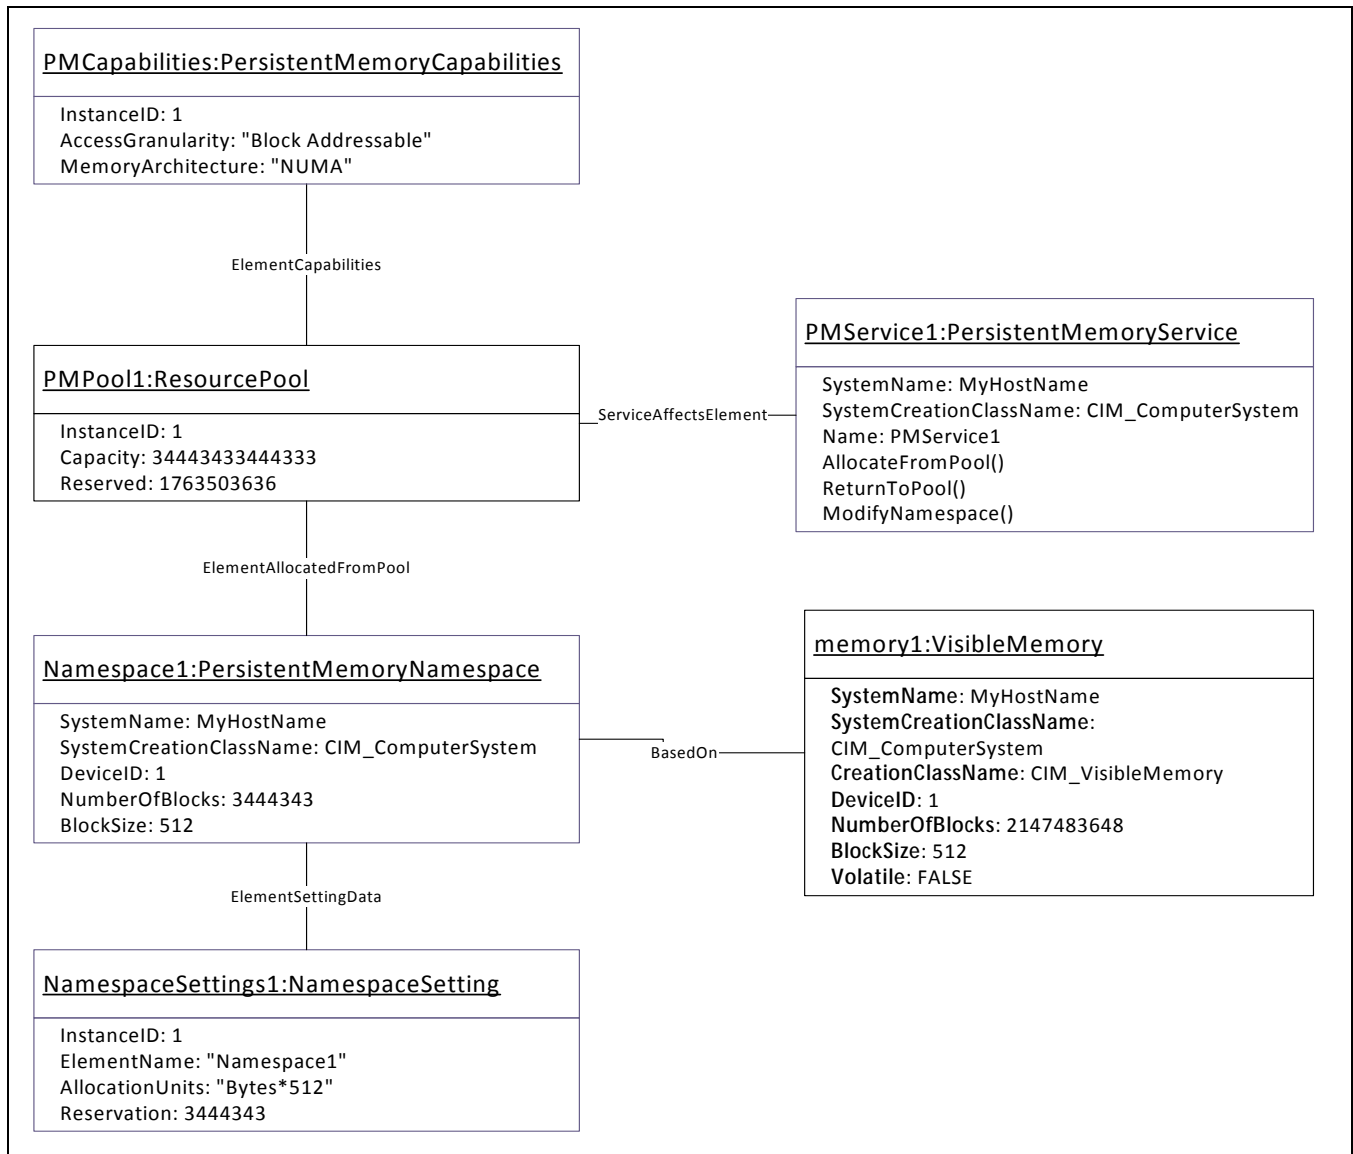 PMCapabilities:PersistentMemoryCapabilities
InstanceID: 1
AccessGranularity: "Block Addressable"
MemoryArchitecture: "NUMA"
ElementCapabilities
PMPool1:ResourcePool
InstanceID: 1
Capacity: 34443433444333
Reserved: 1763503636
ServiceAffectsElement
PMService1:PersistentMemoryService
SystemName: MyHostName
SystemCreationClassName: CIM_ComputerSystem
Name: PMService1
AllocateFromPool()
ReturnToPool()
ModifyNamespace()
ElementAllocatedFromPool
Namespace1:PersistentMemoryNamespace
SystemName: MyHostName
SystemCreationClassName: CIM_ComputerSystem
DeviceID: 1
NumberOfBlocks: 3444343
BlockSize: 512
BasedOn
memory1:VisibleMemory
SystemName: MyHostName
SystemCreationClassName:
CIM_ComputerSystem
CreationClassName: CIM_VisibleMemory
DeviceID: 1
NumberOfBlocks: 2147483648
BlockSize: 512
Volatile: FALSE
ElementSettingData
NamespaceSettings1:NamespaceSetting
InstanceID: 1
ElementName: "Namespace1"
AllocationUnits: "Bytes*512"
Reservation: 3444343